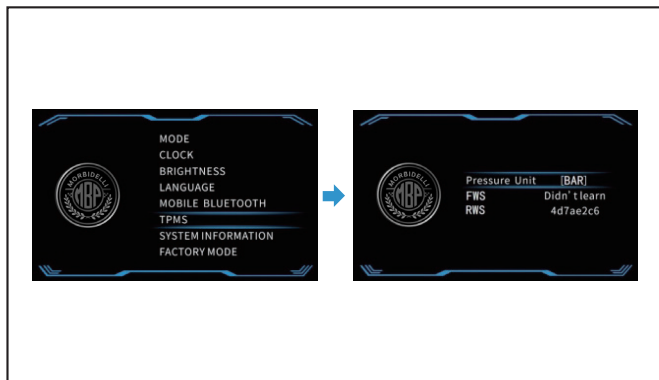 MORBIDELLI
MBP
MODE
CLOCK
BRIGHTNESS
LANGUAGE
MOBILE BLUETOOTH
TPMS
SYSTEM INFORMATION
FACTORY MODE
MORBIDELLI
MBP
Pressure Unit [BAR]
FWS Didn'tlearn
RWS 4d7ae2c6